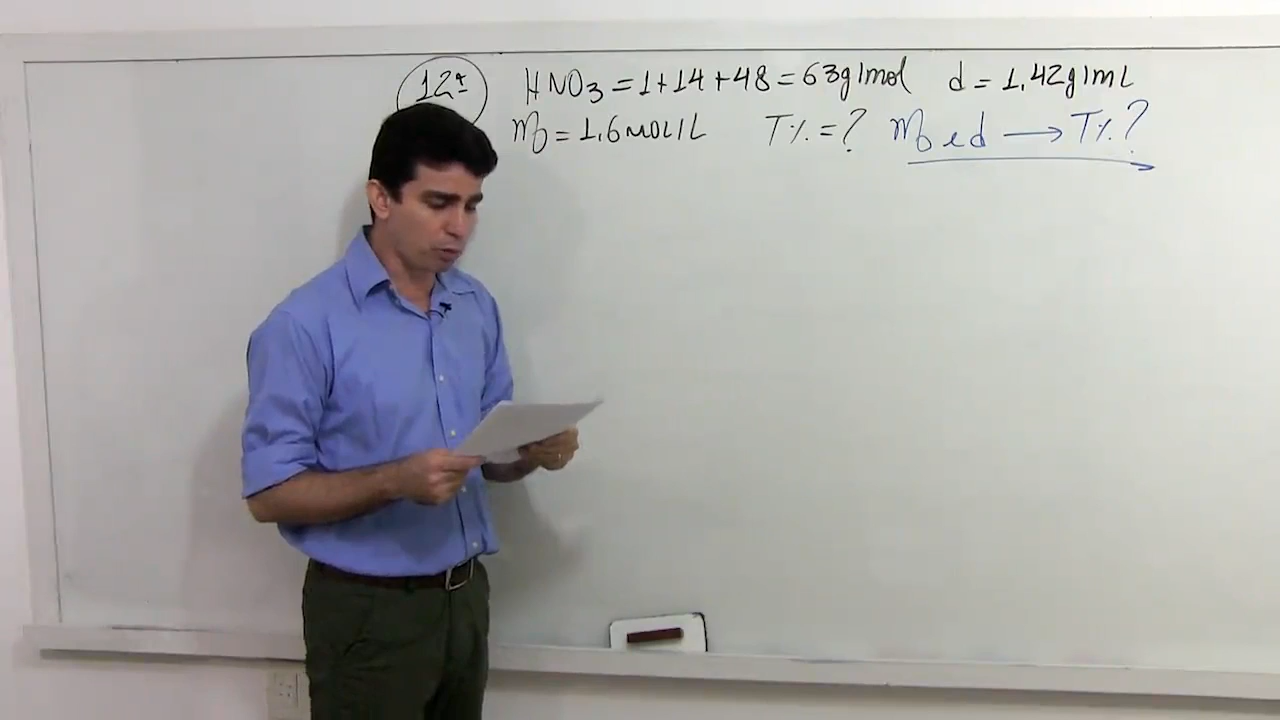 12ª HNO3 = 1+14+48 = 63g/mol d = 1,42g/mL
M = 1,6 MOL/L T% = ? M e d → T%?